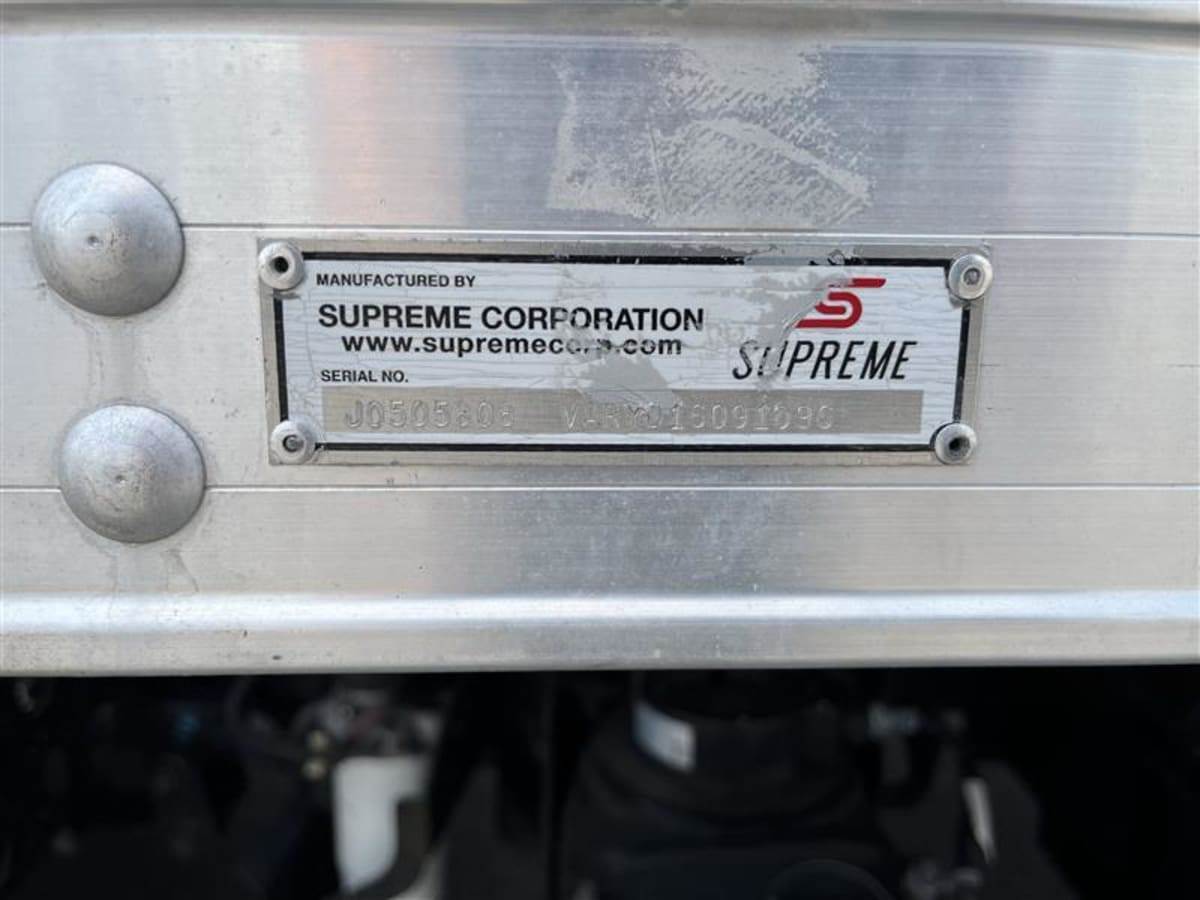 MANUFACTURED BY
SUPREME CORPORATION
www.supremecorp.com
SUPREME
SERIAL NO.